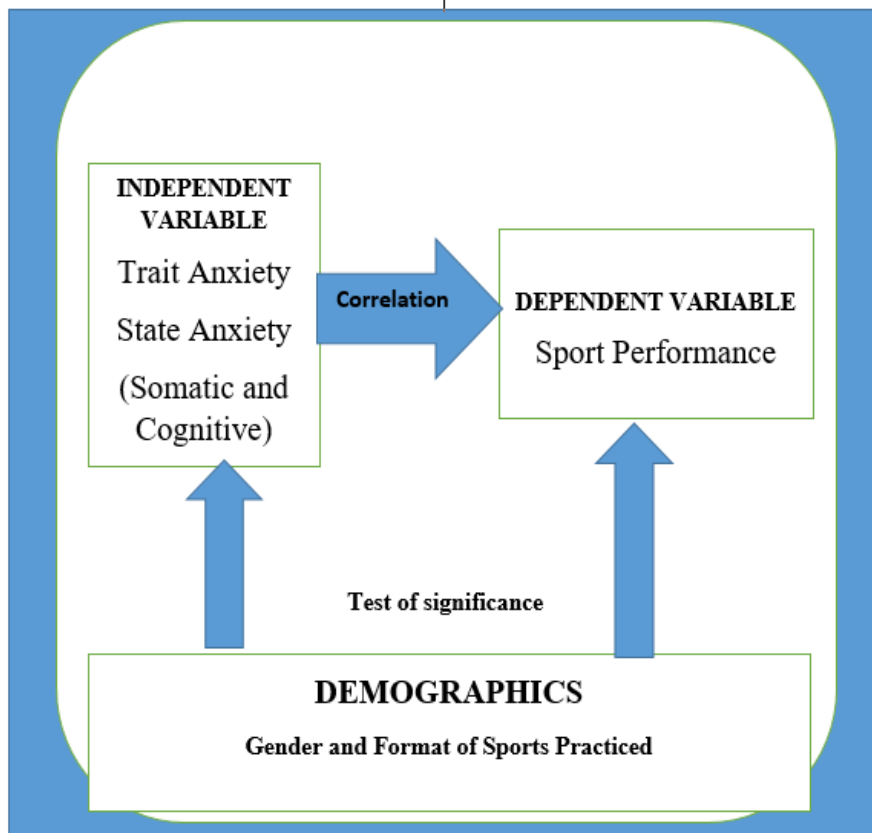 INDEPENDENT
VARIABLE
Trait Anxiety
State Anxiety
(Somatic and
Cognitive)
Correlation
DEPENDENT VARIABLE
Sport Performance
Test of significance
DEMOGRAPHICS
Gender and Format of Sports Practiced